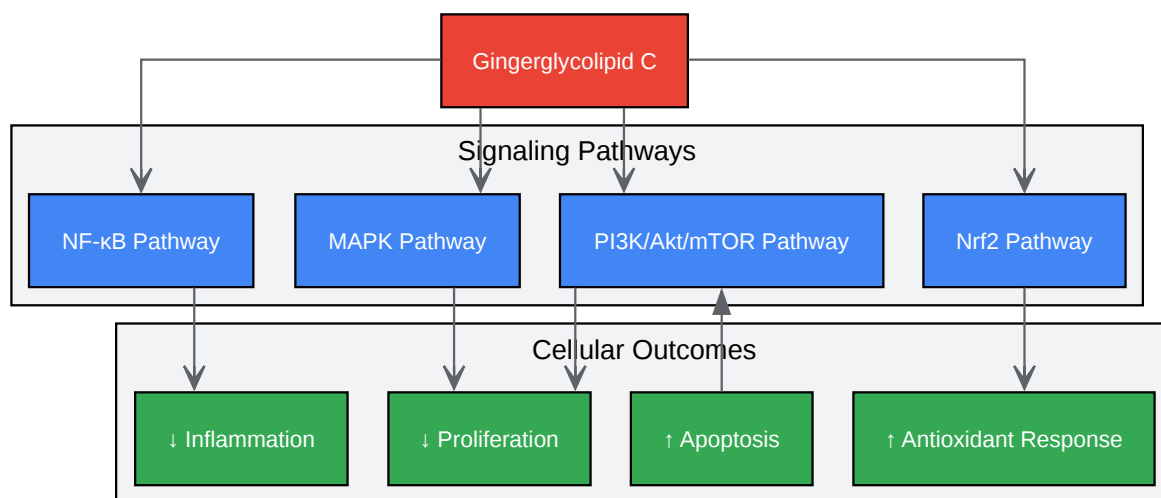 Gingerglycolipid C
Signaling Pathways
NF-κB Pathway
MAPK Pathway
PI3K/Akt/mTOR Pathway
Nrf2 Pathway
Cellular Outcomes
↓ Inflammation
↓ Proliferation
↑ Apoptosis
↑ Antioxidant Response